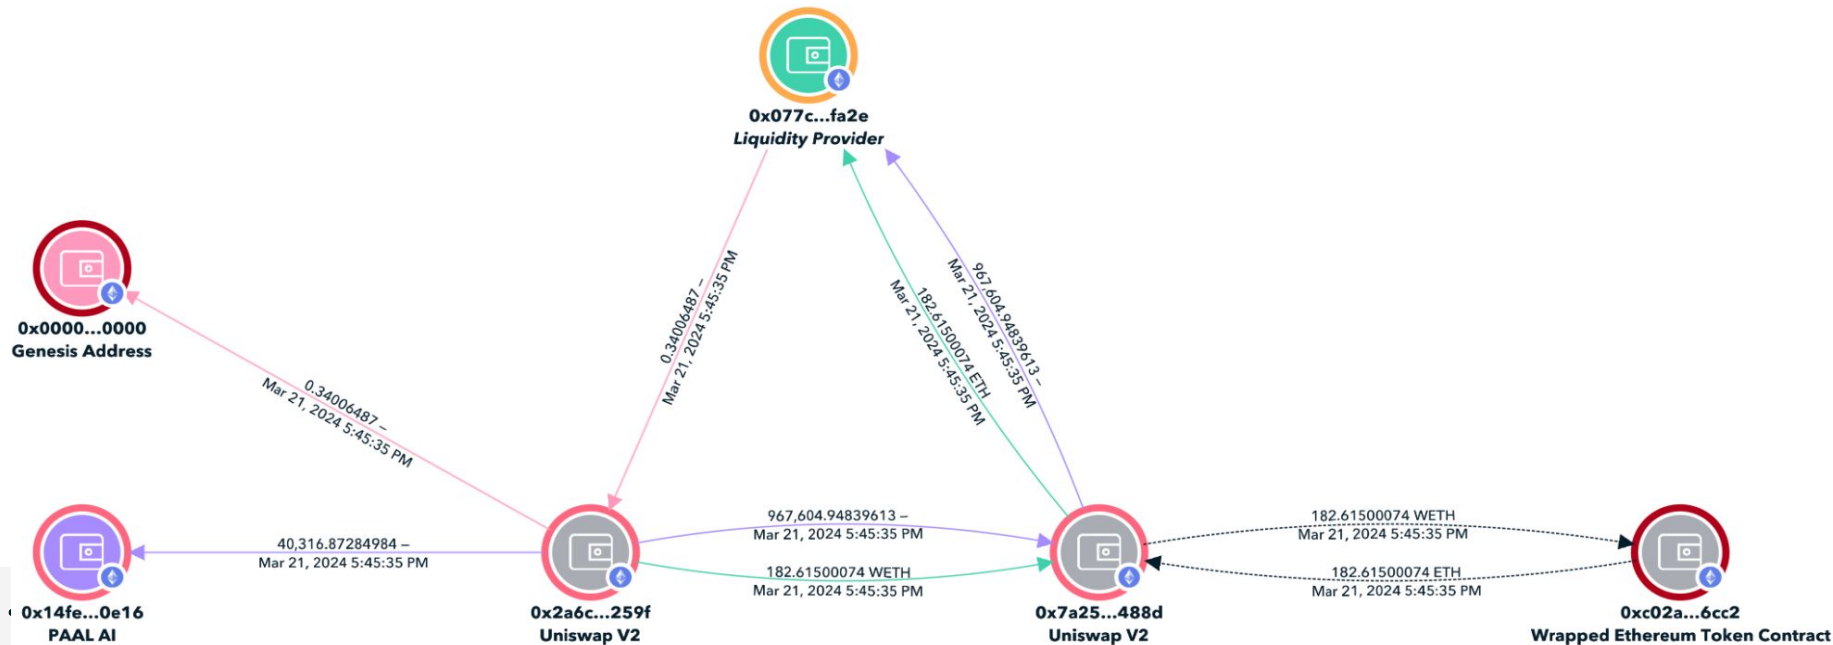 0x077c...fa2e
Liquidity Provider
0x0000...0000
Genesis Address
0.34006487 –
Mar 21, 2024 5:45:35 PM
0.34006487 –
Mar 21, 2024 5:45:35 PM
182.61500074 ETH
Mar 21, 2024 5:45:35 PM
967,604.94839613 –
Mar 21, 2024 5:45:35 PM
40,316.87284984 –
Mar 21, 2024 5:45:35 PM
967,604.94839613 –
Mar 21, 2024 5:45:35 PM
182.61500074 WETH
Mar 21, 2024 5:45:35 PM
182.61500074 WETH
Mar 21, 2024 5:45:35 PM
182.61500074 ETH
Mar 21, 2024 5:45:35 PM
0x14fe...0e16
PAAL AI
0x2a6c...259f
Uniswap V2
0x7a25...488d
Uniswap V2
0xc02a...6cc2
Wrapped Ethereum Token Contract